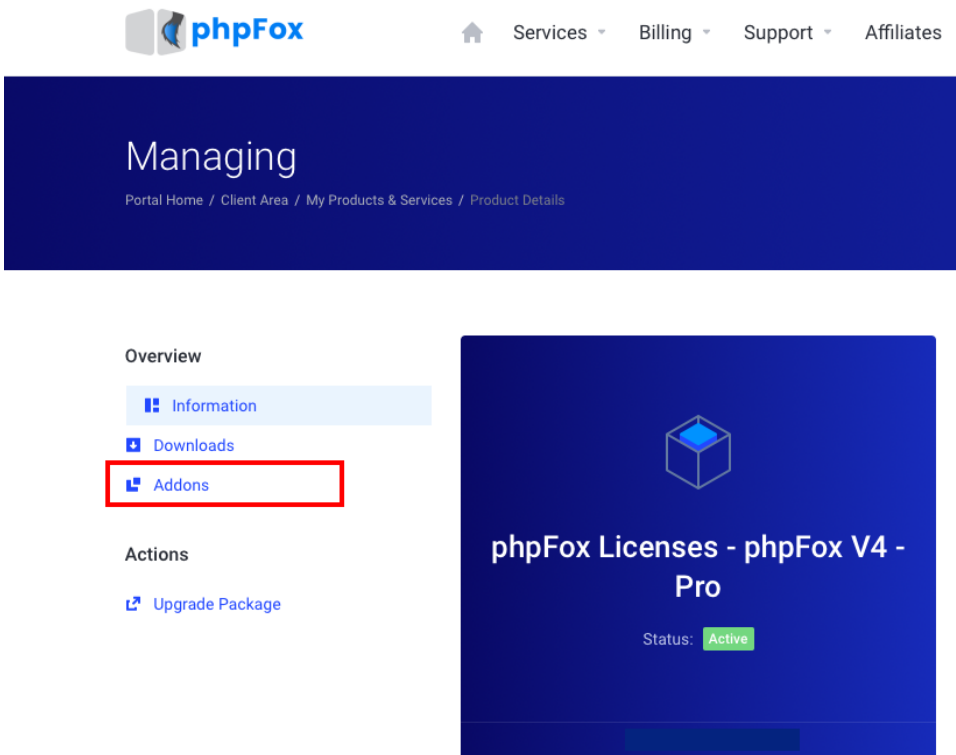 phpFox
Services Billing Support Affiliates
Managing
Portal Home / Client Area / My Products & Services / Product Details
Overview
Information
Downloads
Addons
Actions
Upgrade Package
phpFox Licenses - phpFox V4 -
Pro
Status: Active